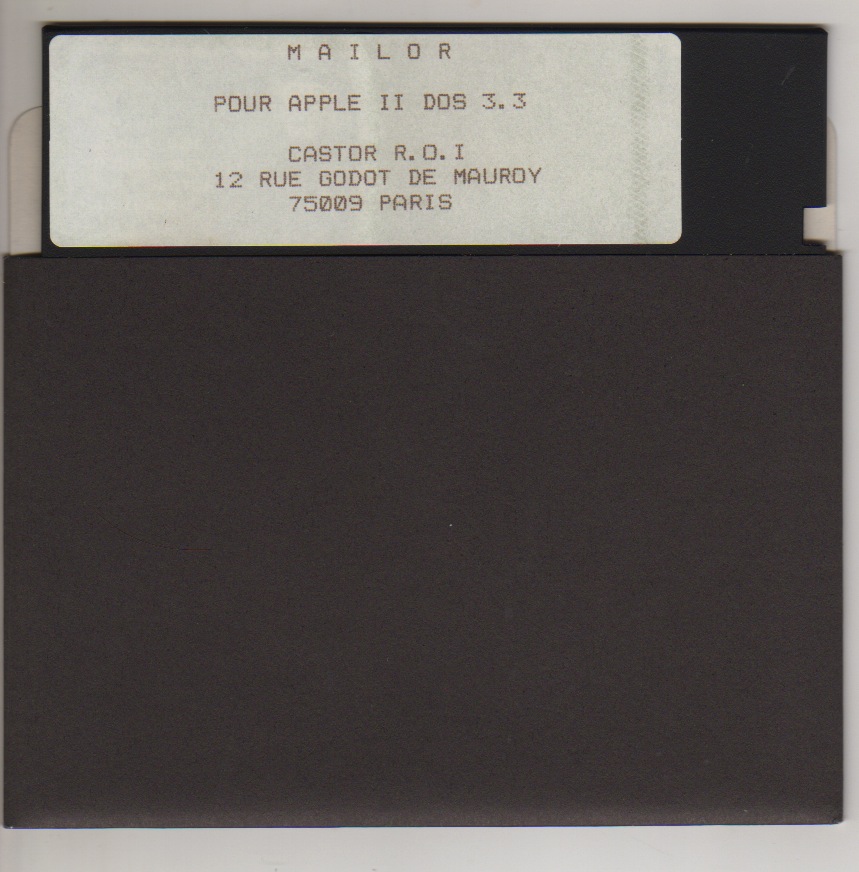 M A I L O R
POUR APPLE II DOS 3.3
CASTOR R.O.I
12 RUE GODOT DE MAUROY
75009 PARIS